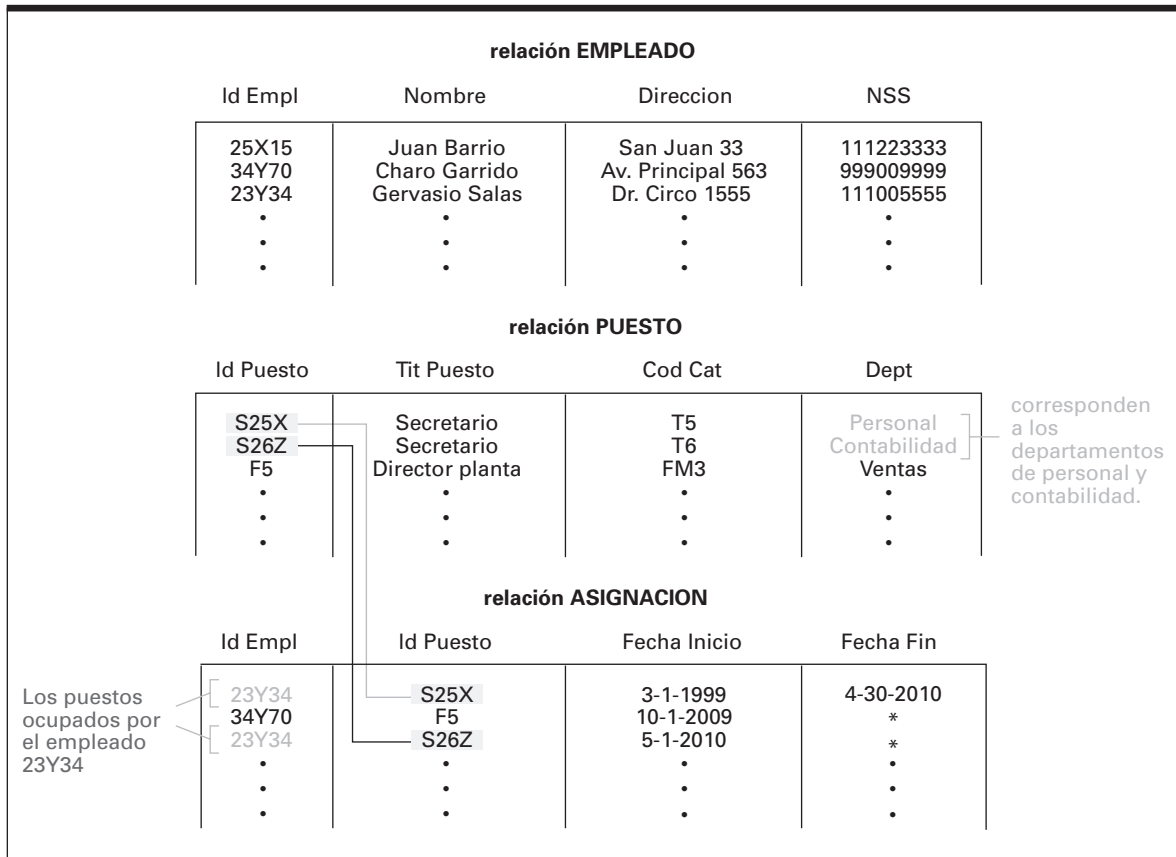 relación EMPLEADO
Id Empl Nombre Direccion NSS
25X15 Juan Barrio San Juan 33 111223333
34Y70 Charo Garrido Av. Principal 563 999009999
23Y34 Gervasio Salas Dr. Circo 1555 111005555
• • • •
• • • •
• • • •
relación PUESTO
Id Puesto Tit Puesto Cod Cat Dept
S25X Secretario T5 Personal
S26Z Secretario T6 Contabilidad
F5 Director planta FM3 Ventas
• • • •
• • • •
• • • •
corresponden
a los
departamentos
de personal y
contabilidad.
relación ASIGNACION
Id Empl Id Puesto Fecha Inicio Fecha Fin
23Y34 S25X 3-1-1999 4-30-2010
34Y70 F5 10-1-2009 *
23Y34 S26Z 5-1-2010 *
• • • •
• • • •
• • • •
Los puestos
ocupados por
el empleado
23Y34